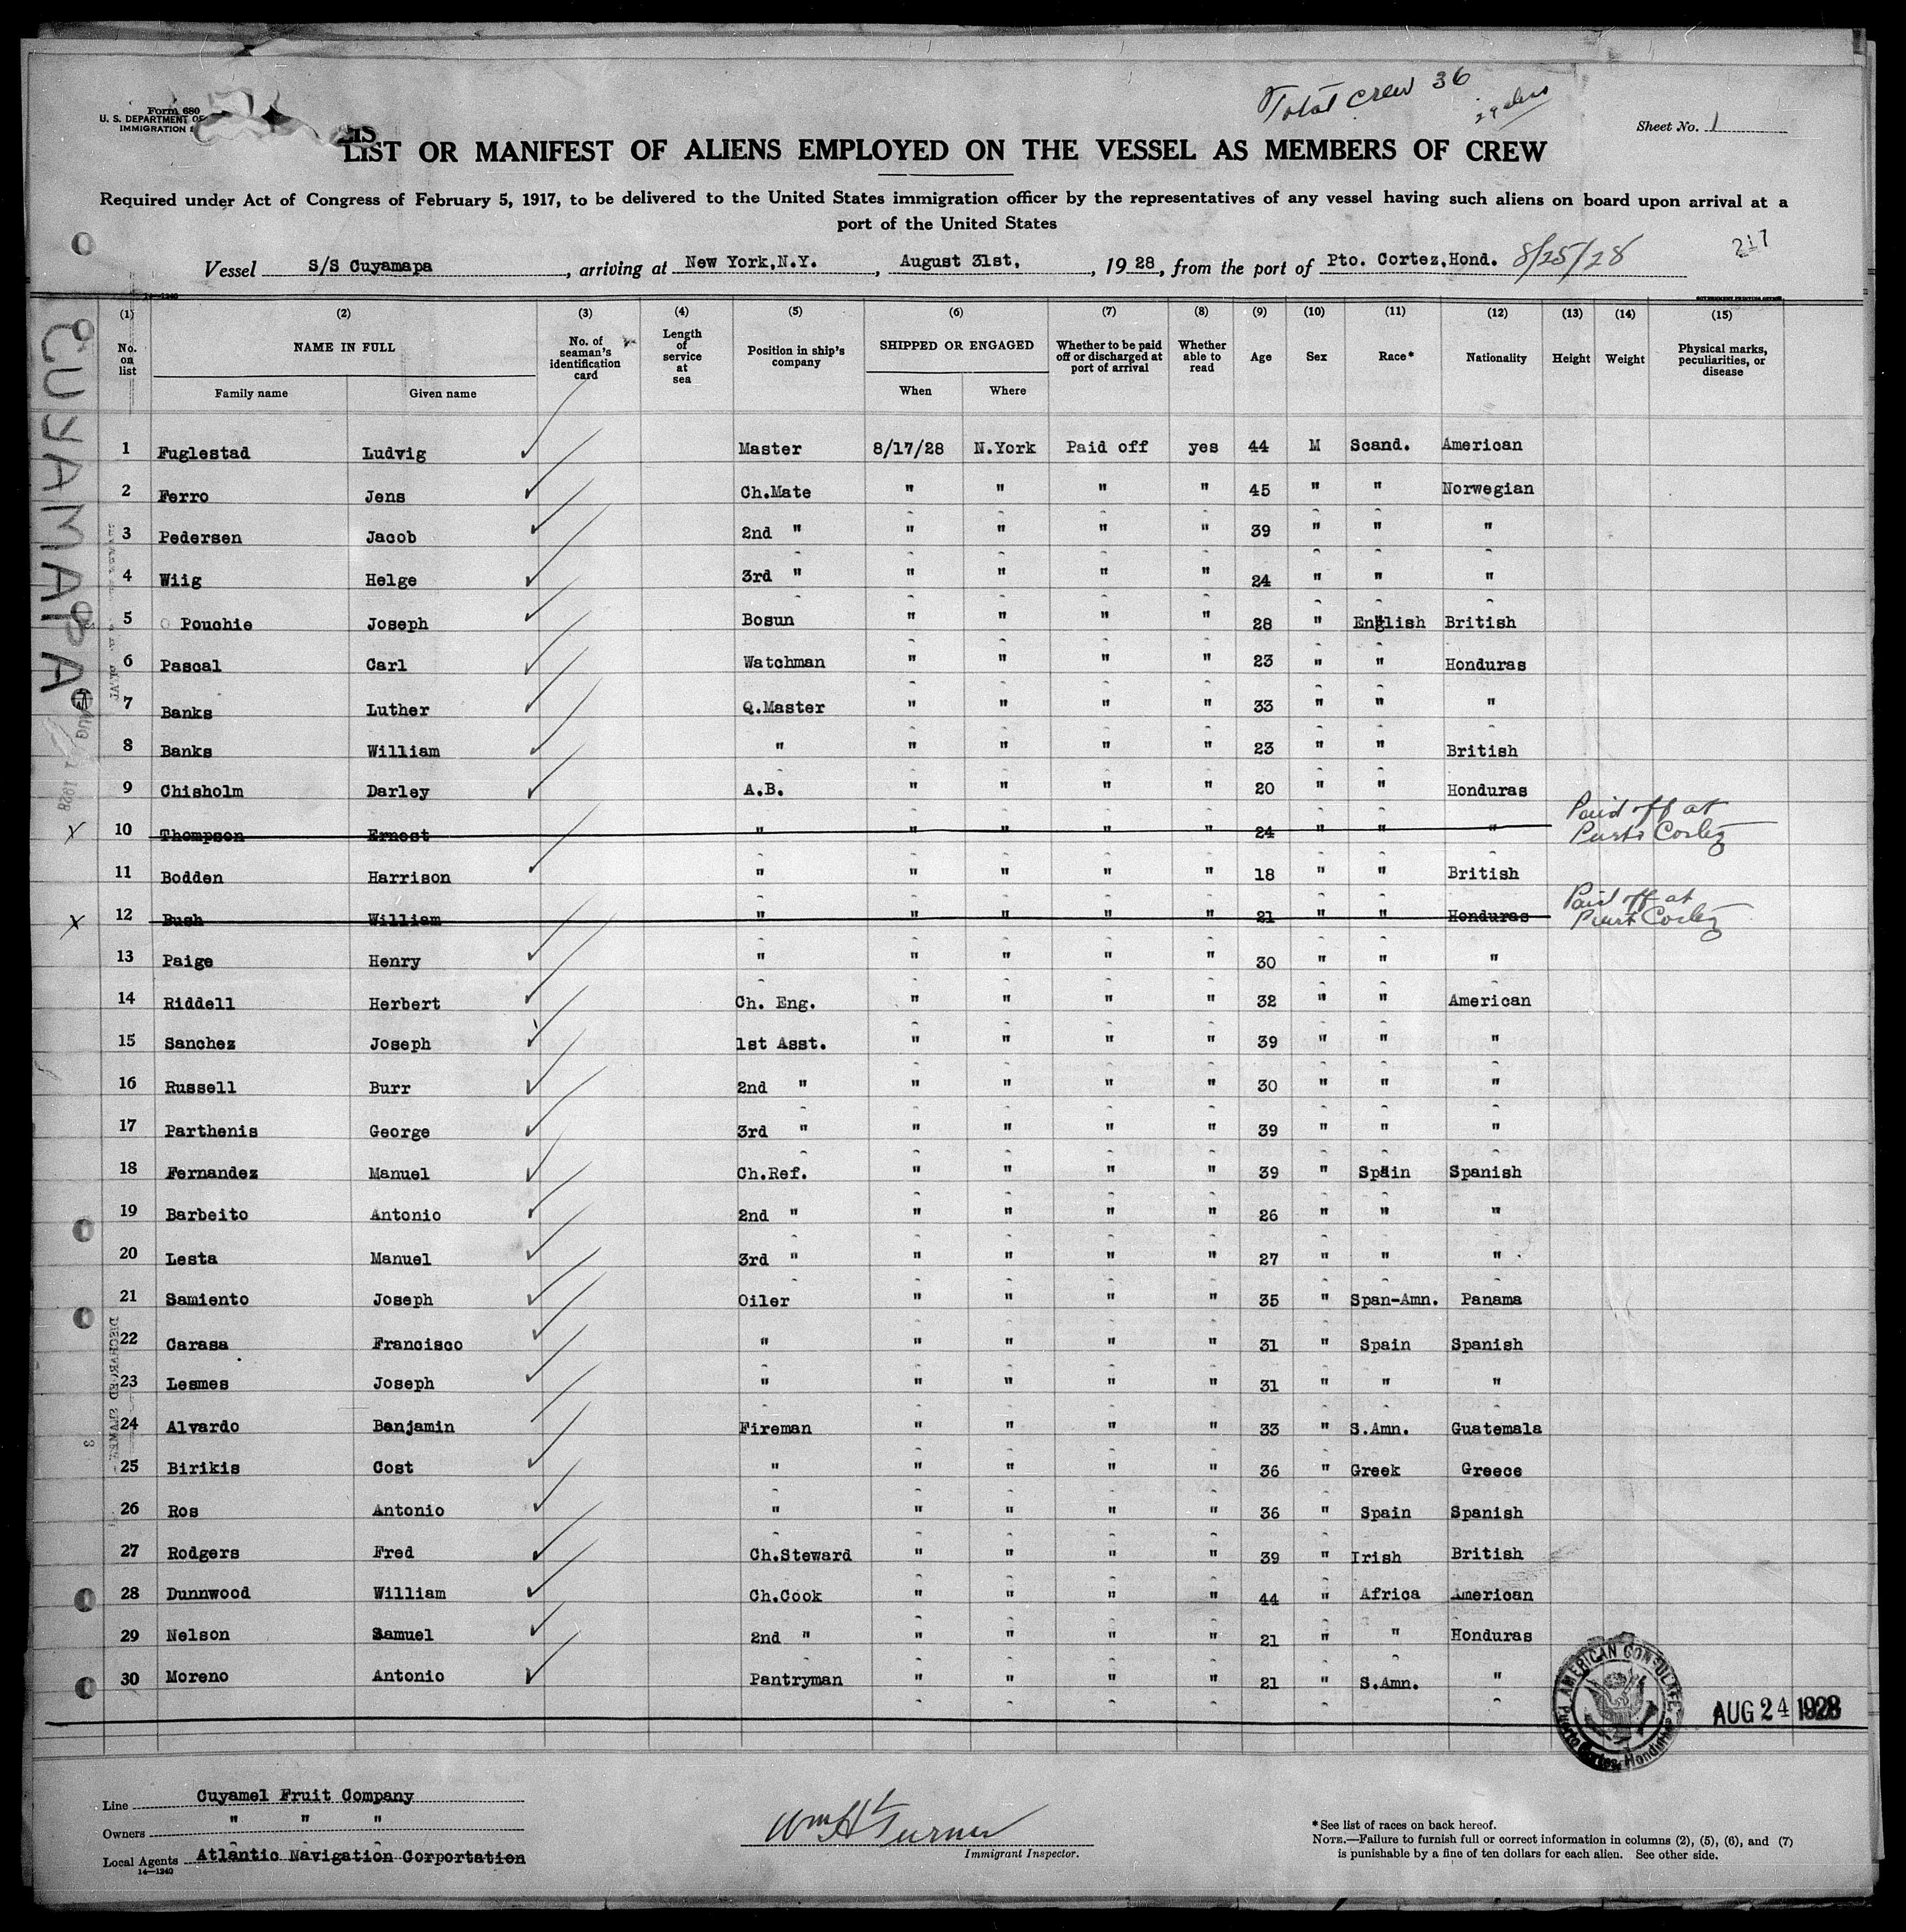 Total Crew 36
Form 680
U. S. DEPARTMENT OF
IMMIGRATION
Sheet No. 1
LIST OR MANIFEST OF ALIENS EMPLOYED ON THE VESSEL AS MEMBERS OF CREW
Required under Act of Congress of February 5, 1917, to be delivered to the United States immigration officer by the representatives of any vessel having such aliens on board upon arrival at a
port of the United States
217
Vessel S/S Cuyamapa, arriving at New York,N.Y., August 31st, 1928, from the port of Pto. Cortez,Hond. 8/25/28
14—1240 GOVERNMENT PRINTING OFFICE
CUYAMAPA
(1) (2) (3) (4) (5) (6) (7) (8) (9) (10) (11) (12) (13) (14) (15)
No. on list NAME IN FULL No. of seaman's identification card Length of service at sea Position in ship's company SHIPPED OR ENGAGED Whether to be paid off or discharged at port of arrival Whether able to read Age Sex Race* Nationality Height Weight Physical marks, peculiarities, or disease
Family name Given name When Where
1 Fuglestad Ludvig Master 8/17/28 N.York Paid off yes 44 M Scand. American
2 Ferro Jens Ch.Mate " " " " 45 " " Norwegian
3 Pedersen Jacob 2nd " " " " " 39 " " "
4 Wiig Helge 3rd " " " " " 24 " " "
5 Pouchie Joseph Bosun " " " " 28 " English British
6 Pascal Carl Watchman " " " " 23 " " Honduras
7 Banks Luther Q.Master " " " " 33 " " "
8 Banks William " " " " " 23 " " British
9 Chisholm Darley A.B. " " " " 20 " " Honduras
X 10 Thompson Ernest " " " " " 24 " " " Paid off at Puerto Cortez
11 Bodden Harrison " " " " " 18 " " British
X 12 Bush William " " " " " 21 " " Honduras Paid off at Puert Cortez
13 Paige Henry " " " " " 30 " " "
14 Riddell Herbert Ch. Eng. " " " " 32 " " American
15 Sanchez Joseph 1st Asst. " " " " 39 " " "
16 Russell Burr 2nd " " " " " 30 " " "
17 Parthenis George 3rd " " " " " 39 " " "
18 Fernandez Manuel Ch.Ref. " " " " 39 " Spain Spanish
19 Barbeito Antonio 2nd " " " " " 26 " " "
20 Lesta Manuel 3rd " " " " " 27 " " "
21 Samiento Joseph Oiler " " " " 35 " Span-Amn. Panama
22 Carasa Francisco " " " " " 31 " Spain Spanish
23 Lesmes Joseph " " " " " 31 " " "
24 Alvardo Benjamin Fireman " " " " 33 " S.Amn. Guatemala
25 Birikis Cost " " " " " 36 " Greek Greece
26 Ros Antonio " " " " " 36 " Spain Spanish
27 Rodgers Fred Ch.Steward " " " " 39 " Irish British
28 Dunnwood William Ch.Cook " " " " 44 " Africa American
29 Nelson Samuel 2nd " " " " " 21 " " Honduras
30 Moreno Antonio Pantryman " " " " 21 " S.Amn. "
AMERICAN CONSULATE
Puerto Cortes, Honduras
AUG 24 1928
Line Cuyamel Fruit Company
Owners " " "
Local Agents Atlantic Navigation Corportation
14—1240
Wm H Turner
Immigrant Inspector.
* See list of races on back hereof.
NOTE.—Failure to furnish full or correct information in columns (2), (5), (6), and (7)
is punishable by a fine of ten dollars for each alien. See other side.